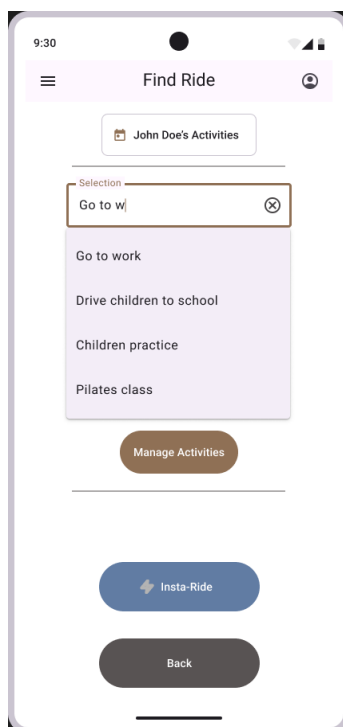 9:30
Find Ride
John Doe's Activities
Selection
Go to w
Go to work
Drive children to school
Children practice
Pilates class
Manage Activities
Insta-Ride
Back